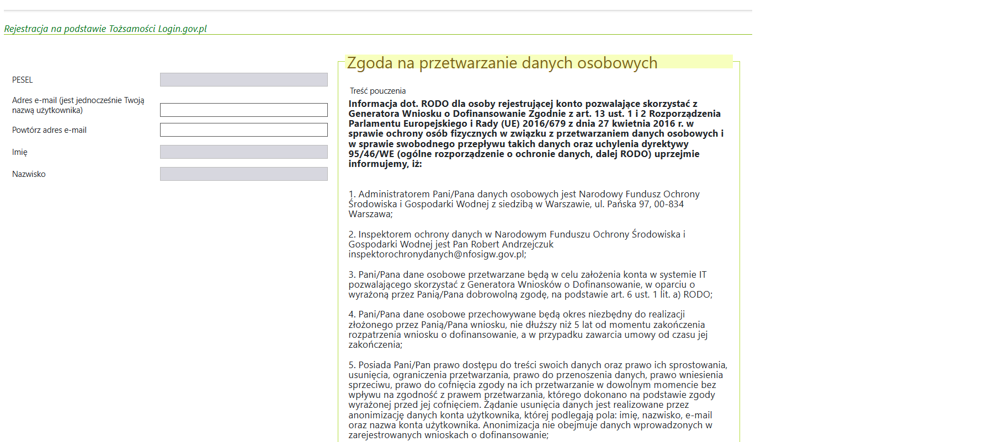 Rejestracja na podstawie Tożsamości Login.gov.pl
PESEL
Adres e-mail (jest jednocześnie Twoją
nazwą użytkownika)
Powtórz adres e-mail
Imię
Nazwisko
Zgoda na przetwarzanie danych osobowych
Treść pouczenia
Informacja dot. RODO dla osoby rejestrującej konto pozwalające skorzystać z
Generatora Wniosku o Dofinansowanie Zgodnie z art. 13 ust. 1 i 2 Rozporządzenia
Parlamentu Europejskiego i Rady (UE) 2016/679 z dnia 27 kwietnia 2016 r. w
sprawie ochrony osób fizycznych w związku z przetwarzaniem danych osobowych i
w sprawie swobodnego przepływu takich danych oraz uchylenia dyrektywy
95/46/WE (ogólne rozporządzenie o ochronie danych, dalej RODO) uprzejmie
informujemy, iż:
1. Administratorem Pani/Pana danych osobowych jest Narodowy Fundusz Ochrony
Środowiska i Gospodarki Wodnej z siedzibą w Warszawie, ul. Pańska 97, 00-834
Warszawa;
2. Inspektorem ochrony danych w Narodowym Funduszu Ochrony Środowiska i
Gospodarki Wodnej jest Pan Robert Andrzejczuk
inspektorochronydanych@nfosigw.gov.pl;
3. Pani/Pana dane osobowe przetwarzane będą w celu założenia konta w systemie IT
pozwalającego skorzystać z Generatora Wniosków o Dofinansowanie, w oparciu o
wyrażoną przez Panią/Pana dobrowolną zgodę, na podstawie art. 6 ust. 1 lit. a) RODO;
4. Pani/Pana dane osobowe przechowywane będą okres niezbędny do realizacji
złożonego przez Panią/Pana wniosku, nie dłuższy niż 5 lat od momentu zakończenia
rozpatrzenia wniosku o dofinansowanie, a w przypadku zawarcia umowy od czasu jej
zakończenia;
5. Posiada Pani/Pan prawo dostępu do treści swoich danych oraz prawo ich sprostowania,
usunięcia, ograniczenia przetwarzania, prawo do przenoszenia danych, prawo wniesienia
sprzeciwu, prawo do cofnięcia zgody na ich przetwarzanie w dowolnym momencie bez
wpływu na zgodność z prawem przetwarzania, którego dokonano na podstawie zgody
wyrażonej przed jej cofnięciem. Żądanie usunięcia danych jest realizowane przez
anonimizację danych konta użytkownika, której podlegają pola: imię, nazwisko, e-mail
oraz nazwa konta użytkownika. Anonimizacja nie obejmuje danych wprowadzonych w
zarejestrowanych wnioskach o dofinansowanie;